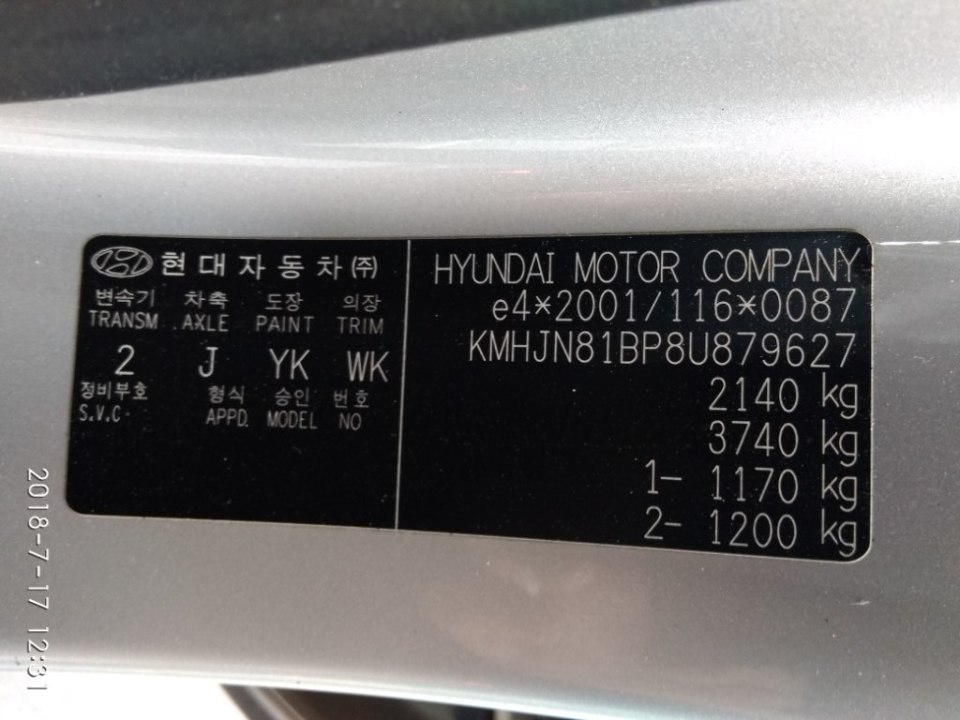 현대자동차(주)
변속기 차축 도장 의장
TRANSM AXLE PAINT TRIM
2 J YK WK
정비부호 형식 승인 번호
S.V.C· APPD. MODEL NO
HYUNDAI MOTOR COMPANY
e4*2001/116*0087
KMHJN81BP8U879627
2140 kg
3740 kg
1- 1170 kg
2- 1200 kg
2018-7-17 12:31